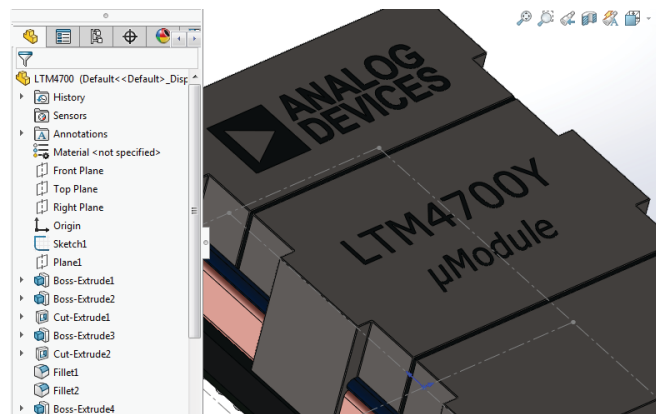 LTM4700 (Default<<Default>_Disp
History
Sensors
Annotations
Material <not specified>
Front Plane
Top Plane
Right Plane
Origin
Sketch1
Plane1
Boss-Extrude1
Boss-Extrude2
Cut-Extrude1
Boss-Extrude3
Cut-Extrude2
Fillet1
Fillet2
Boss-Extrude4
ANALOG
DEVICES
LTM4700Y
µModule